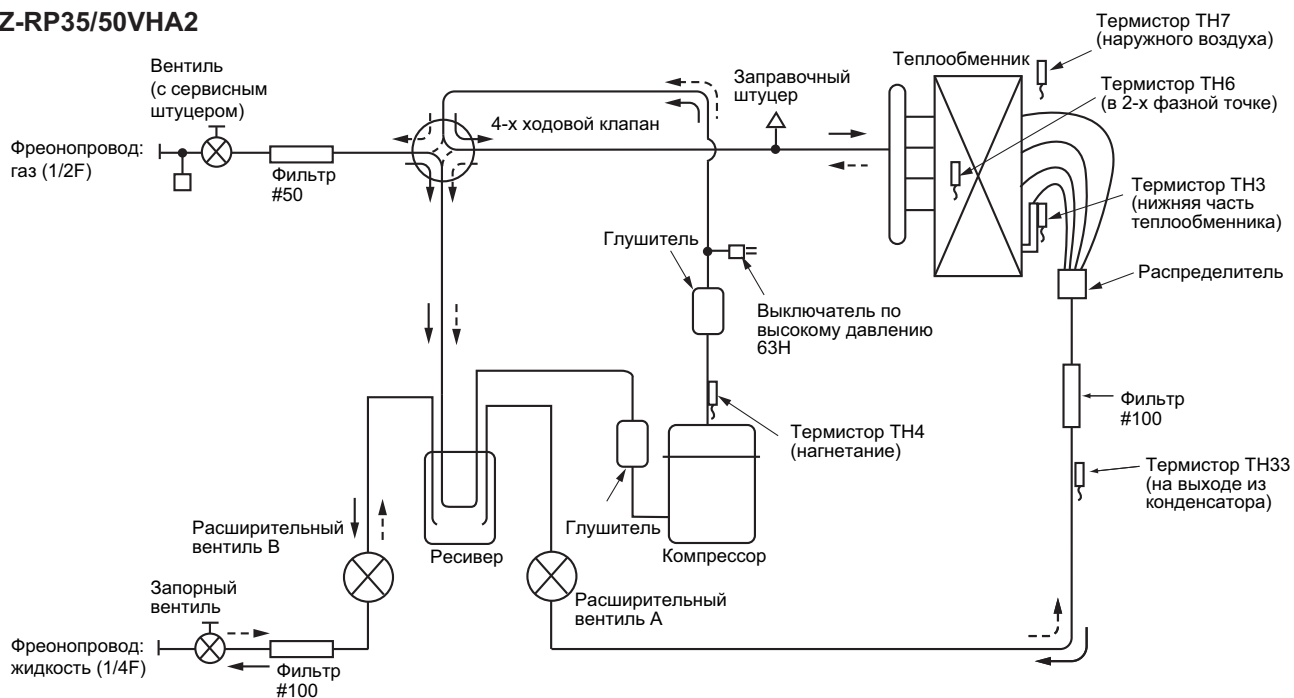 Z-RP35/50VHA2
Термистор TH7
(наружного воздуха)
Теплообменник
Вентиль
(с сервисным
штуцером)
Заправочный
штуцер
Термистор TH6
(в 2-х фазной точке)
4-х ходовой клапан
Фреонопровод:
газ (1/2F)
Фильтр
#50
Термистор TH3
(нижняя часть
теплообменника)
Глушитель
Распределитель
Выключатель по
высокому давлению
63H
Фильтр
#100
Термистор TH4
(нагнетание)
Термистор TH33
(на выходе из
конденсатора)
Глушитель
Расширительный
вентиль B
Ресивер
Компрессор
Запорный
вентиль
Расширительный
вентиль A
Фреонопровод:
жидкость (1/4F)
Фильтр
#100